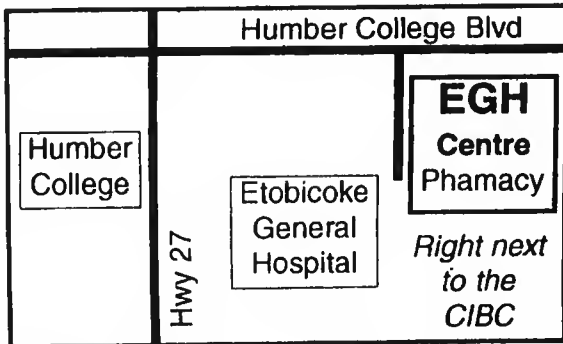 Humber College Blvd
Humber
College
Hwy 27
Etobicoke
General
Hospital
EGH
Centre
Phamacy
Right next
to the
CIBC